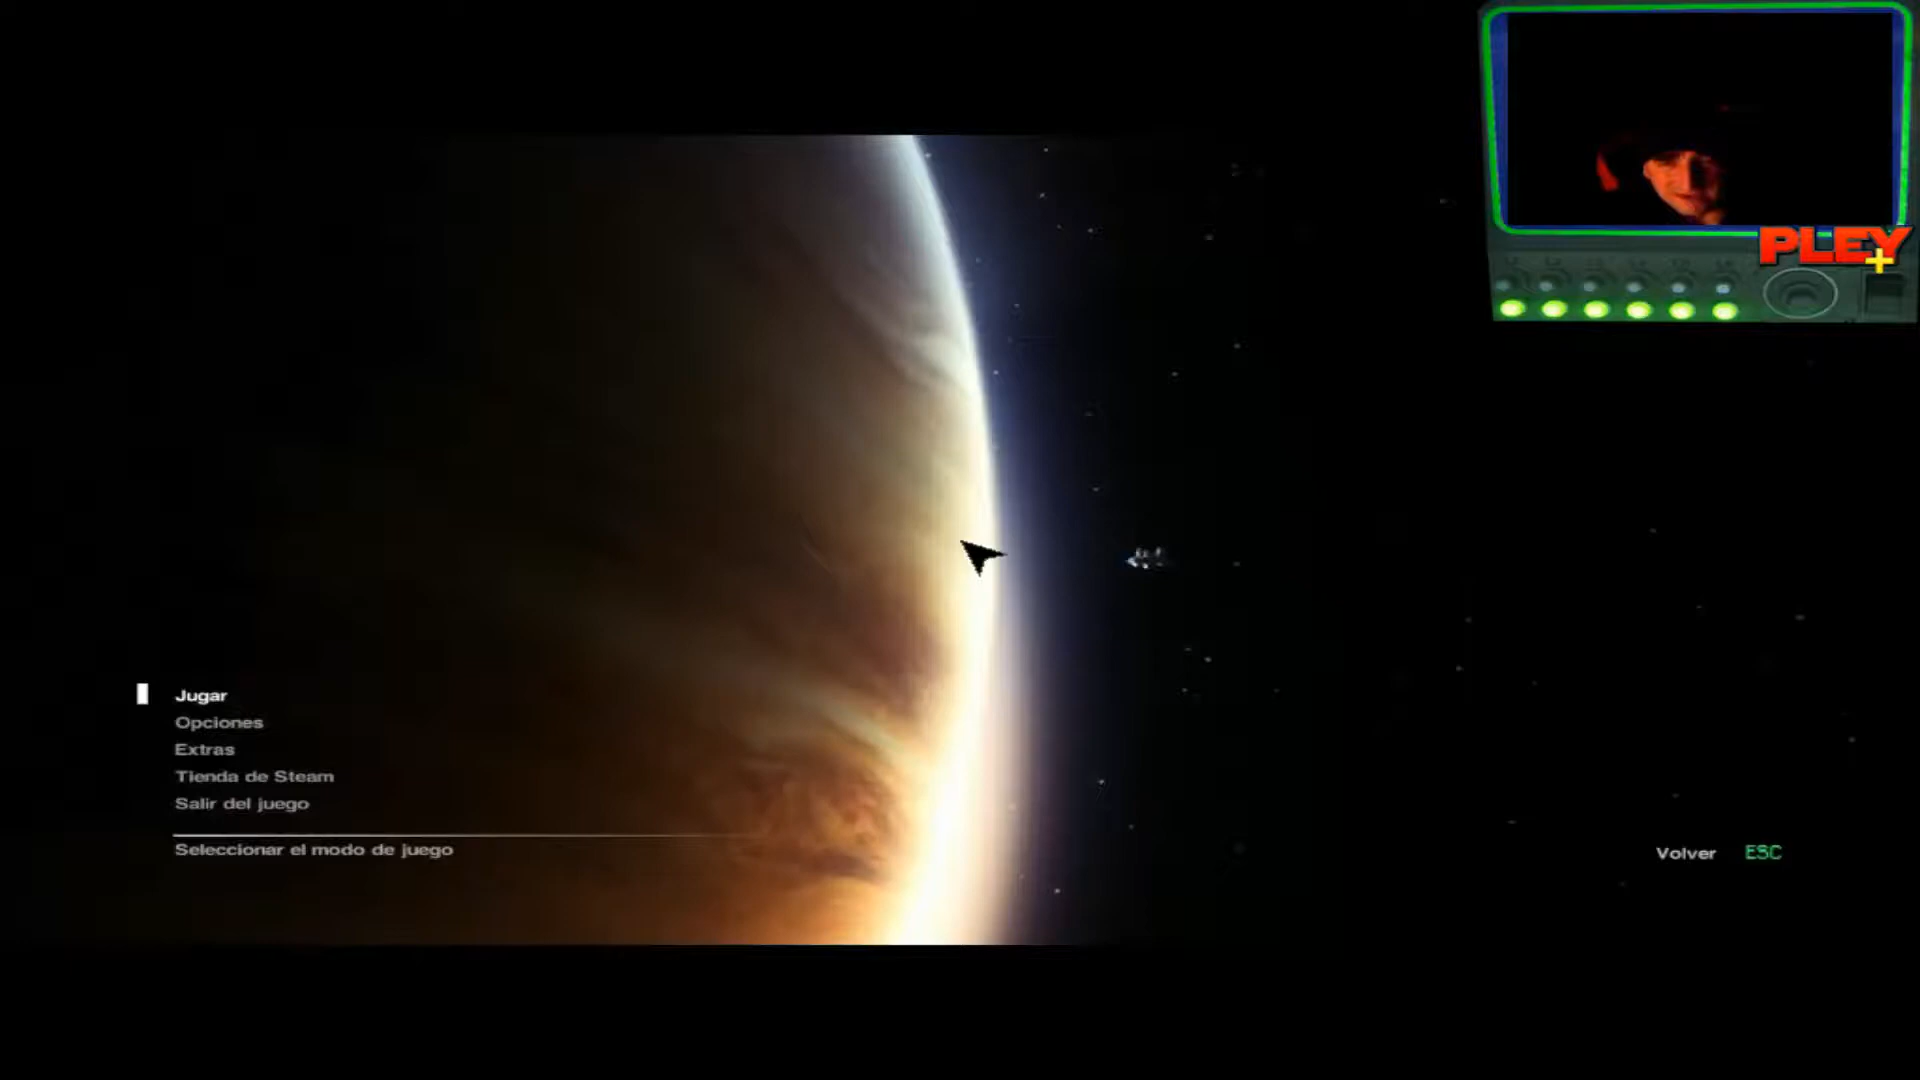 PLEY
+
Jugar
Opciones
Extras
Tienda de Steam
Salir del juego
Seleccionar el modo de juego
Volver ESC